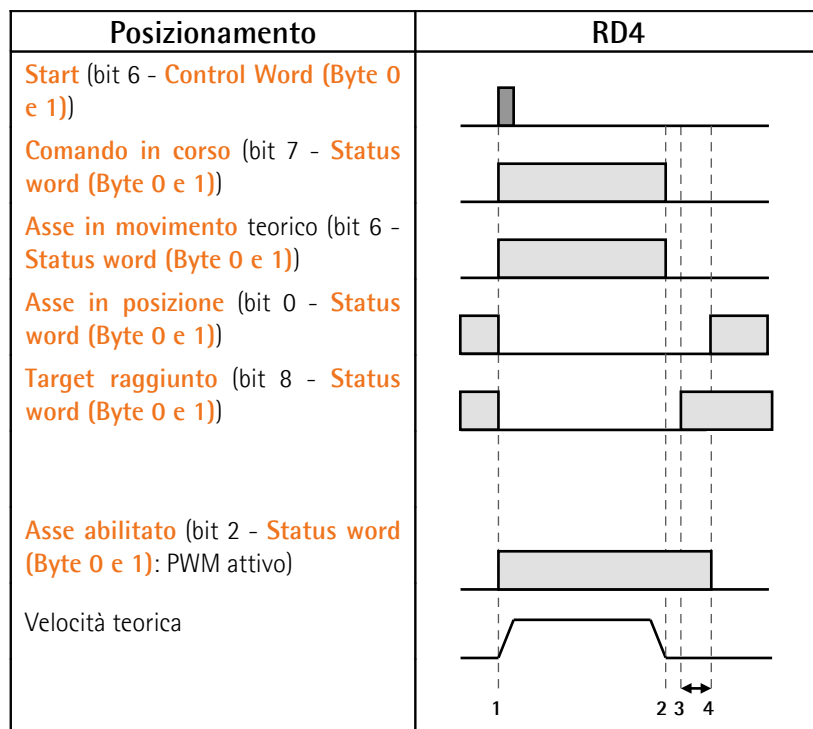 Posizionamento
RD4
Start (bit 6 - Control Word (Byte 0
e 1))
Comando in corso (bit 7 - Status
word (Byte 0 e 1))
Asse in movimento teorico (bit 6 -
Status word (Byte 0 e 1))
Asse in posizione (bit 0 - Status
word (Byte 0 e 1))
Target raggiunto (bit 8 - Status
word (Byte 0 e 1))
Asse abilitato (bit 2 - Status word
(Byte 0 e 1): PWM attivo)
Velocità teorica
1 2 3 4